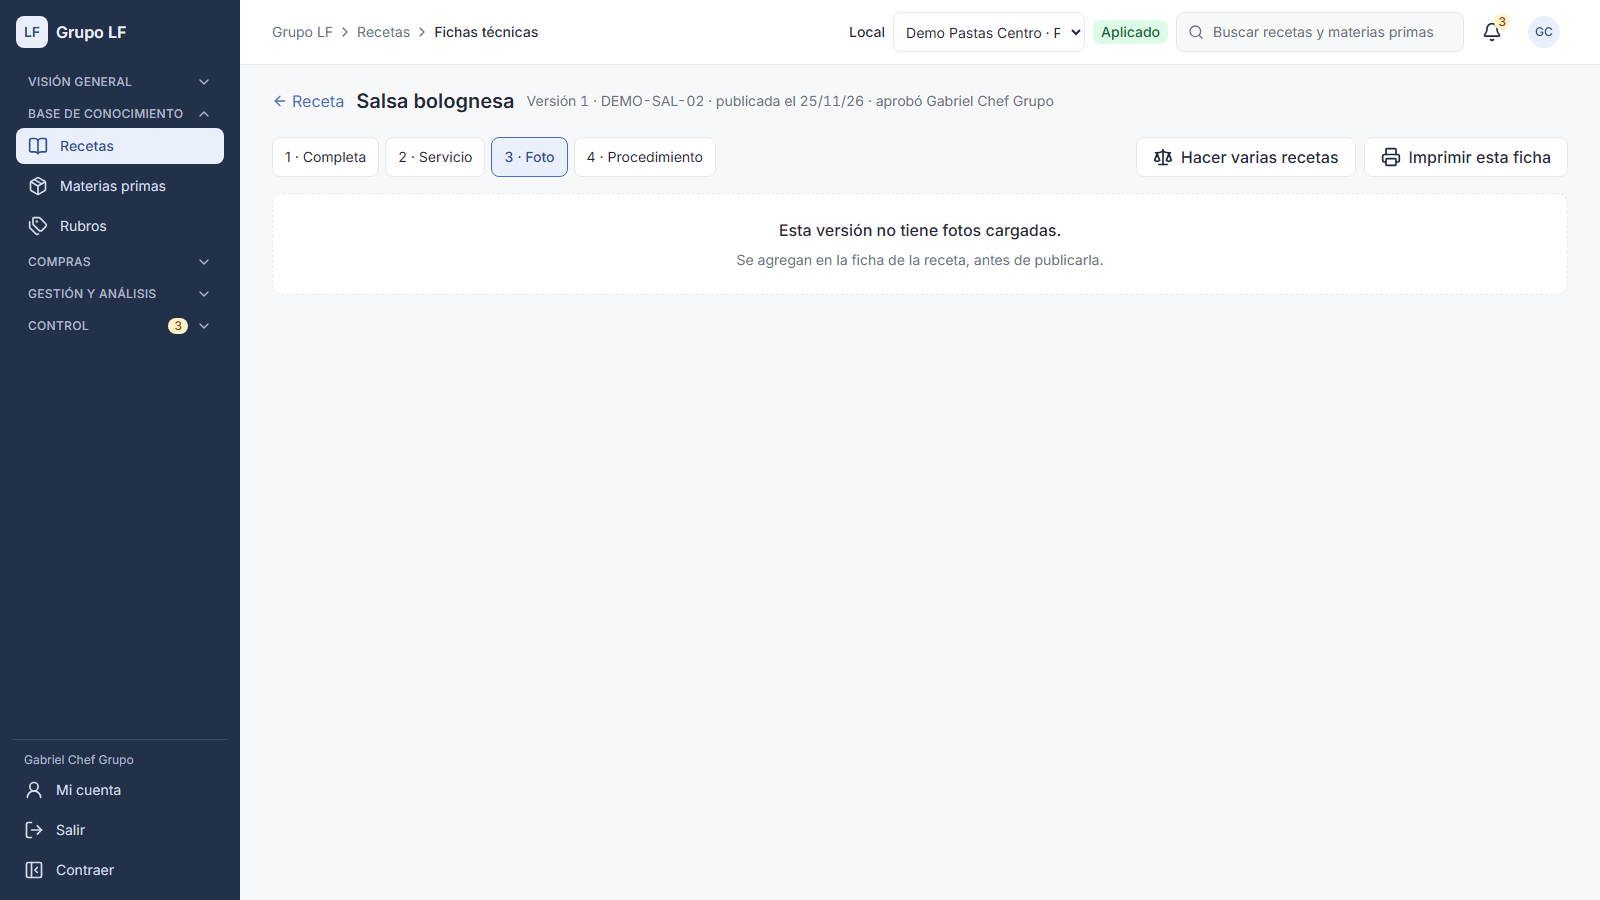 LF Grupo LF
VISIÓN GENERAL
BASE DE CONOCIMIENTO
Recetas
Materias primas
Rubros
COMPRAS
GESTIÓN Y ANÁLISIS
CONTROL 3
Gabriel Chef Grupo
Mi cuenta
Salir
Contraer
Grupo LF Recetas Fichas técnicas
Local Demo Pastas Centro · P Aplicado Buscar recetas y materias primas 3 GC
Receta Salsa bolognesa Versión 1 · DEMO-SAL-02 · publicada el 25/11/26 · aprobó Gabriel Chef Grupo
1 · Completa 2 · Servicio 3 · Foto 4 · Procedimiento Hacer varias recetas Imprimir esta ficha
Esta versión no tiene fotos cargadas.
Se agregan en la ficha de la receta, antes de publicarla.